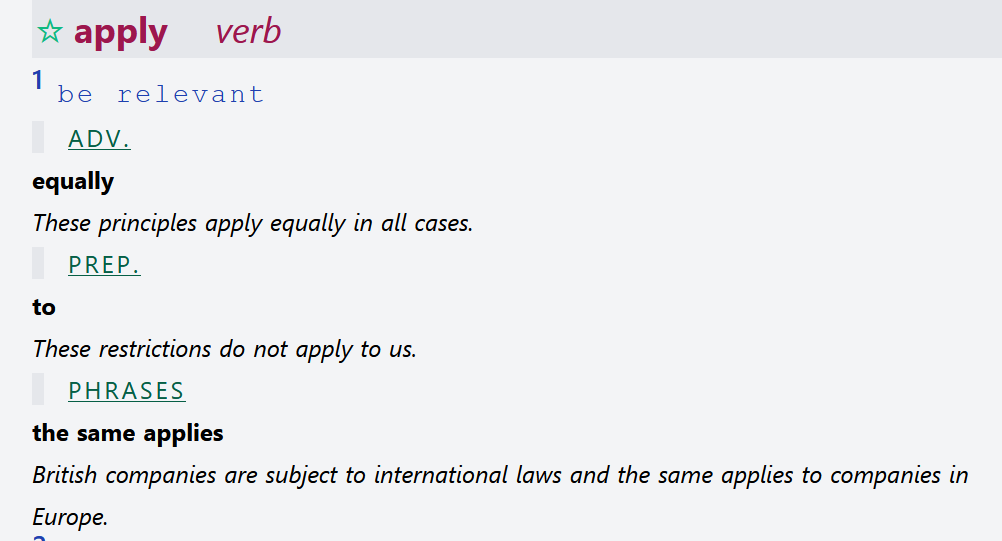 ☆ apply verb
1 be relevant
ADV.
equally
These principles apply equally in all cases.
PREP.
to
These restrictions do not apply to us.
PHRASES
the same applies
British companies are subject to international laws and the same applies to companies in
Europe.